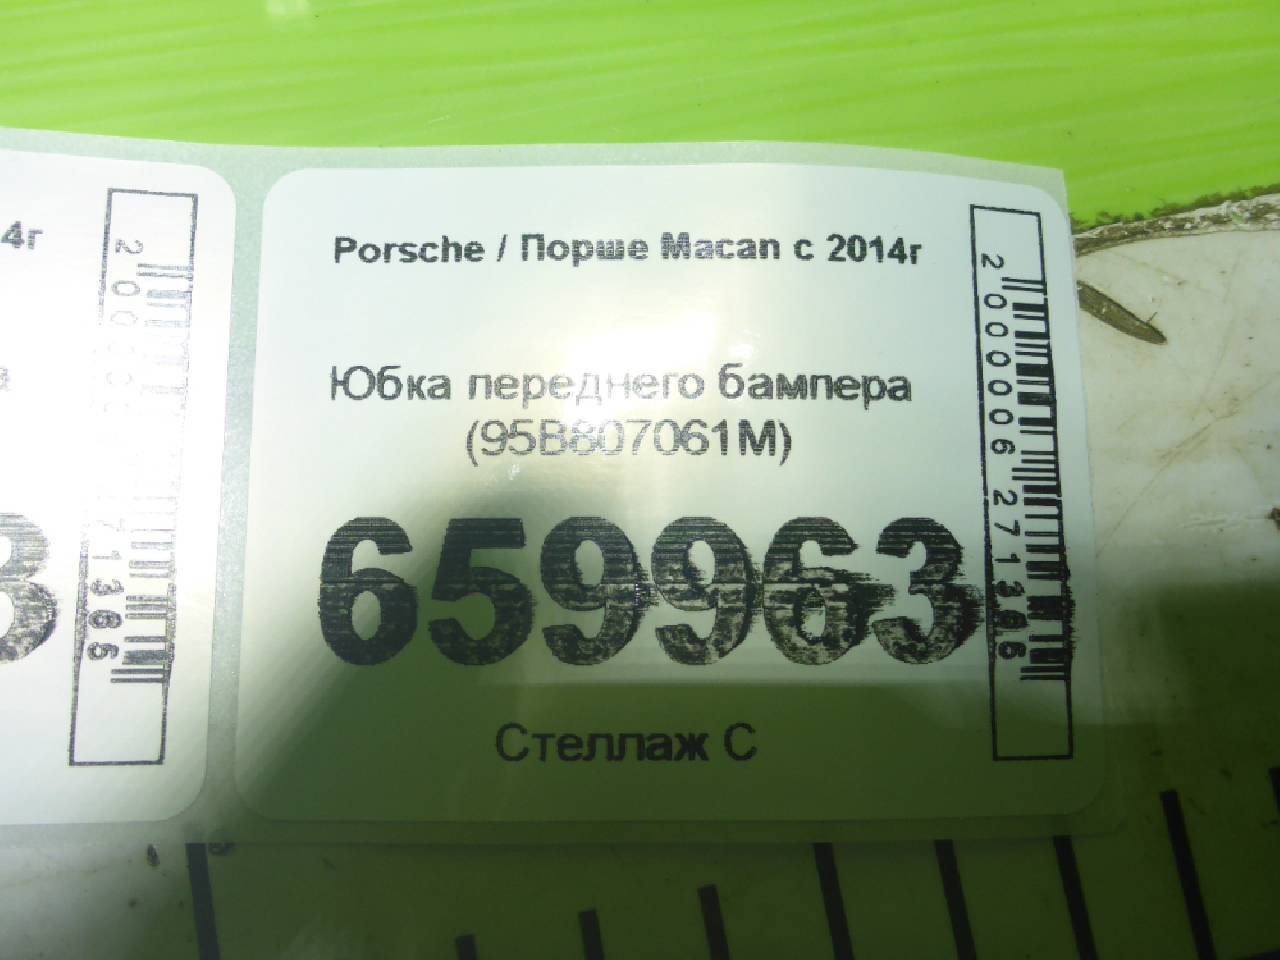 4г
Porsche / Порше Macan с 2014г
Юбка переднего бампера
(95B807061M)
659963
Стеллаж С
2000006271366